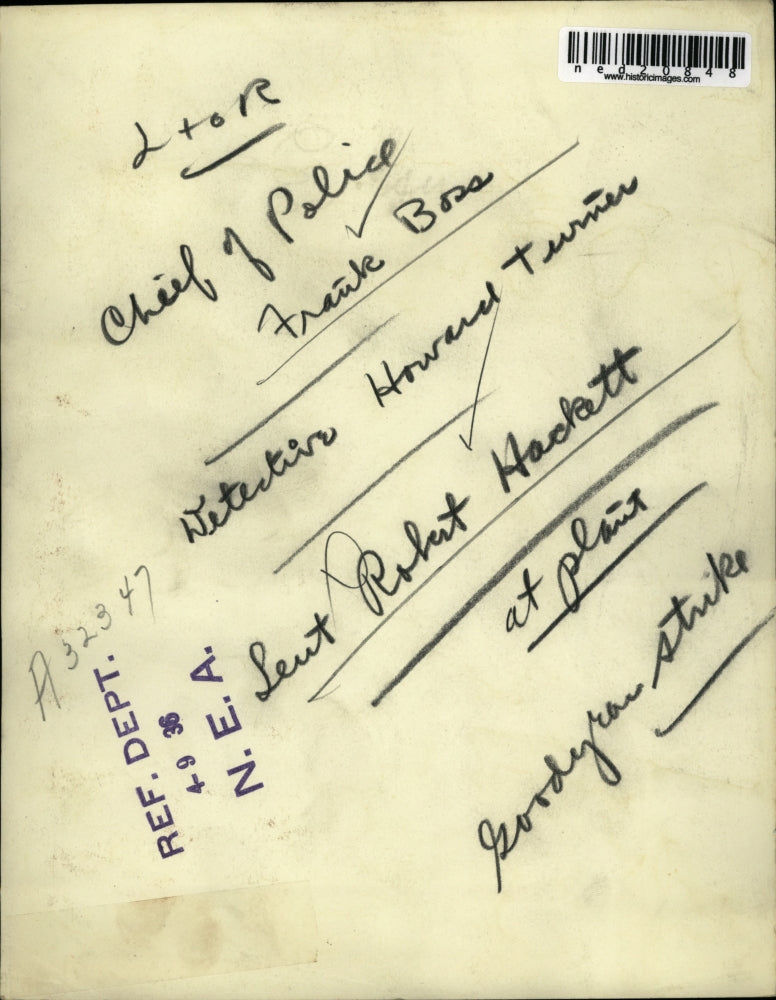 ned20848
www.historicimages.com
L to R
Chief of Police
Frank Boss
Detective Howard Turner
Leut Robert Hackett
at plant
Goodyear strike
A32347
REF. DEPT.
4 9 36
N. E. A.